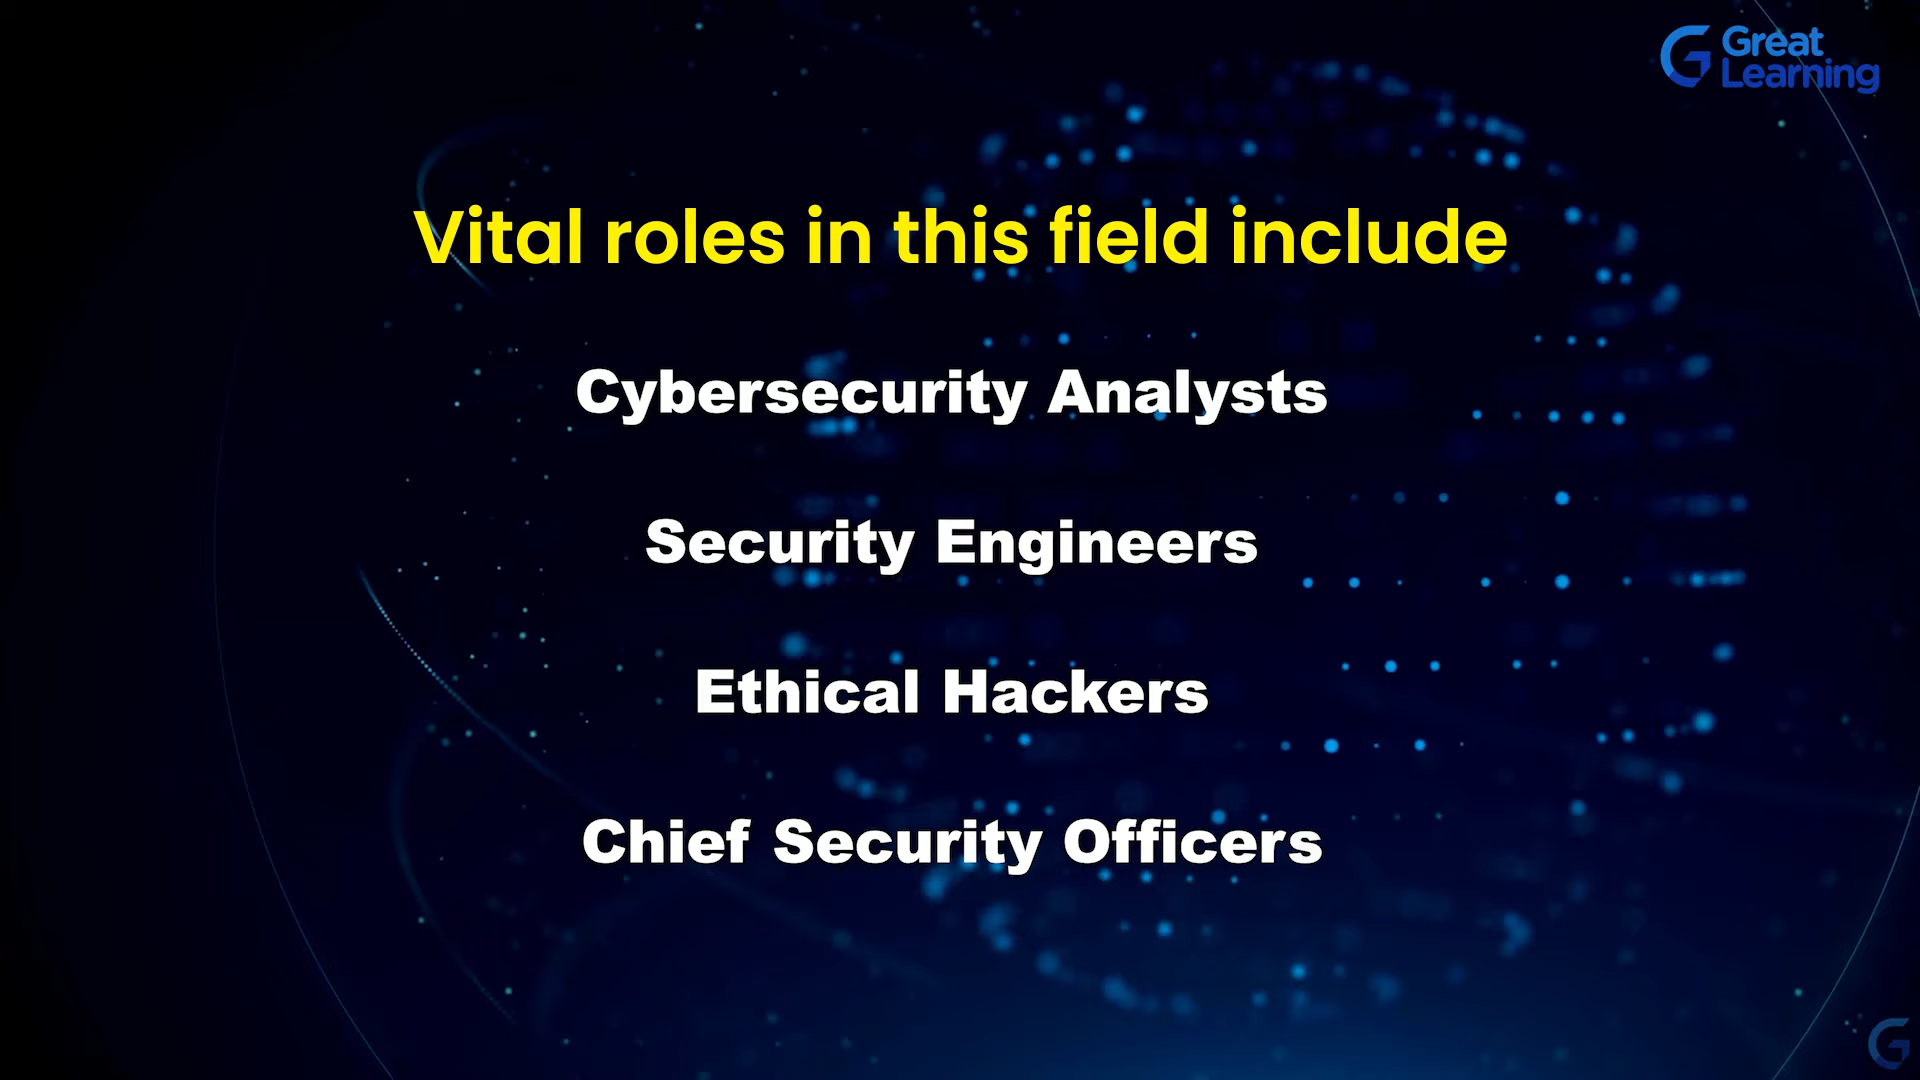 Great
Learning
Vital roles in this field include
Cybersecurity Analysts
Security Engineers
Ethical Hackers
Chief Security Officers